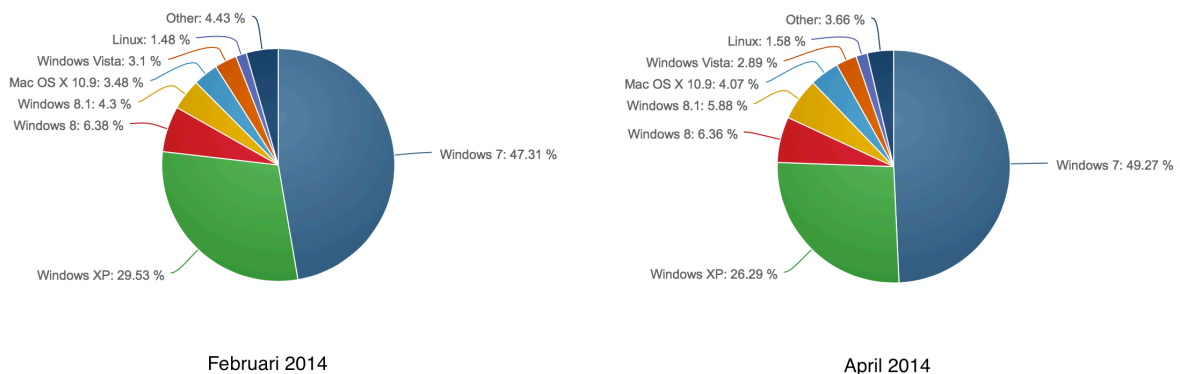 Other: 4.43 %
Linux: 1.48 %
Windows Vista: 3.1 %
Mac OS X 10.9: 3.48 %
Windows 8.1: 4.3 %
Windows 8: 6.38 %
Windows 7: 47.31 %
Windows XP: 29.53 %
Februari 2014
Other: 3.66 %
Linux: 1.58 %
Windows Vista: 2.89 %
Mac OS X 10.9: 4.07 %
Windows 8.1: 5.88 %
Windows 8: 6.36 %
Windows 7: 49.27 %
Windows XP: 26.29 %
April 2014